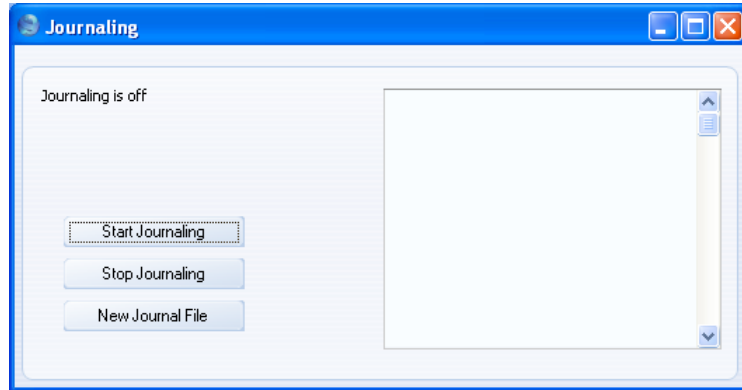 Journaling
Journaling is off
Start Journaling
Stop Journaling
New Journal File